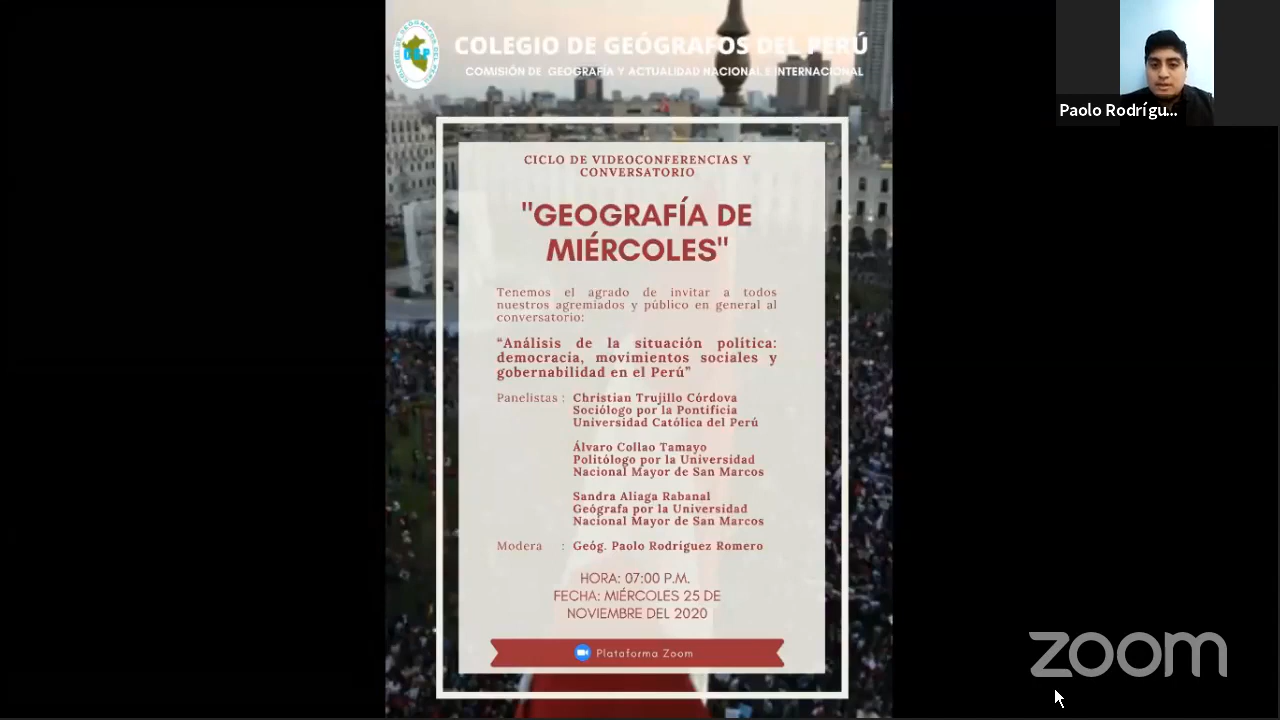 COLEGIO DE GEÓGRAFOS DEL PERÚ
COMISIÓN DE GEOGRAFÍA Y ACTUALIDAD NACIONAL E INTERNACIONAL
CICLO DE VIDEOCONFERENCIAS Y
CONVERSATORIO
"GEOGRAFÍA DE
MIÉRCOLES"
Tenemos el agrado de invitar a todos
nuestros agremiados y público en general al
conversatorio:
“Análisis de la situación política:
democracia, movimientos sociales y
gobernabilidad en el Perú”
Panelistas : Christian Trujillo Córdova
Sociólogo por la Pontificia
Universidad Católica del Perú
Álvaro Collao Tamayo
Politólogo por la Universidad
Nacional Mayor de San Marcos
Sandra Aliaga Rabanal
Geógrafa por la Universidad
Nacional Mayor de San Marcos
Modera : Geóg. Paolo Rodríguez Romero
HORA: 07:00 P.M.
FECHA: MIÉRCOLES 25 DE
NOVIEMBRE DEL 2020
Plataforma Zoom
Paolo Rodrígu...
zoom